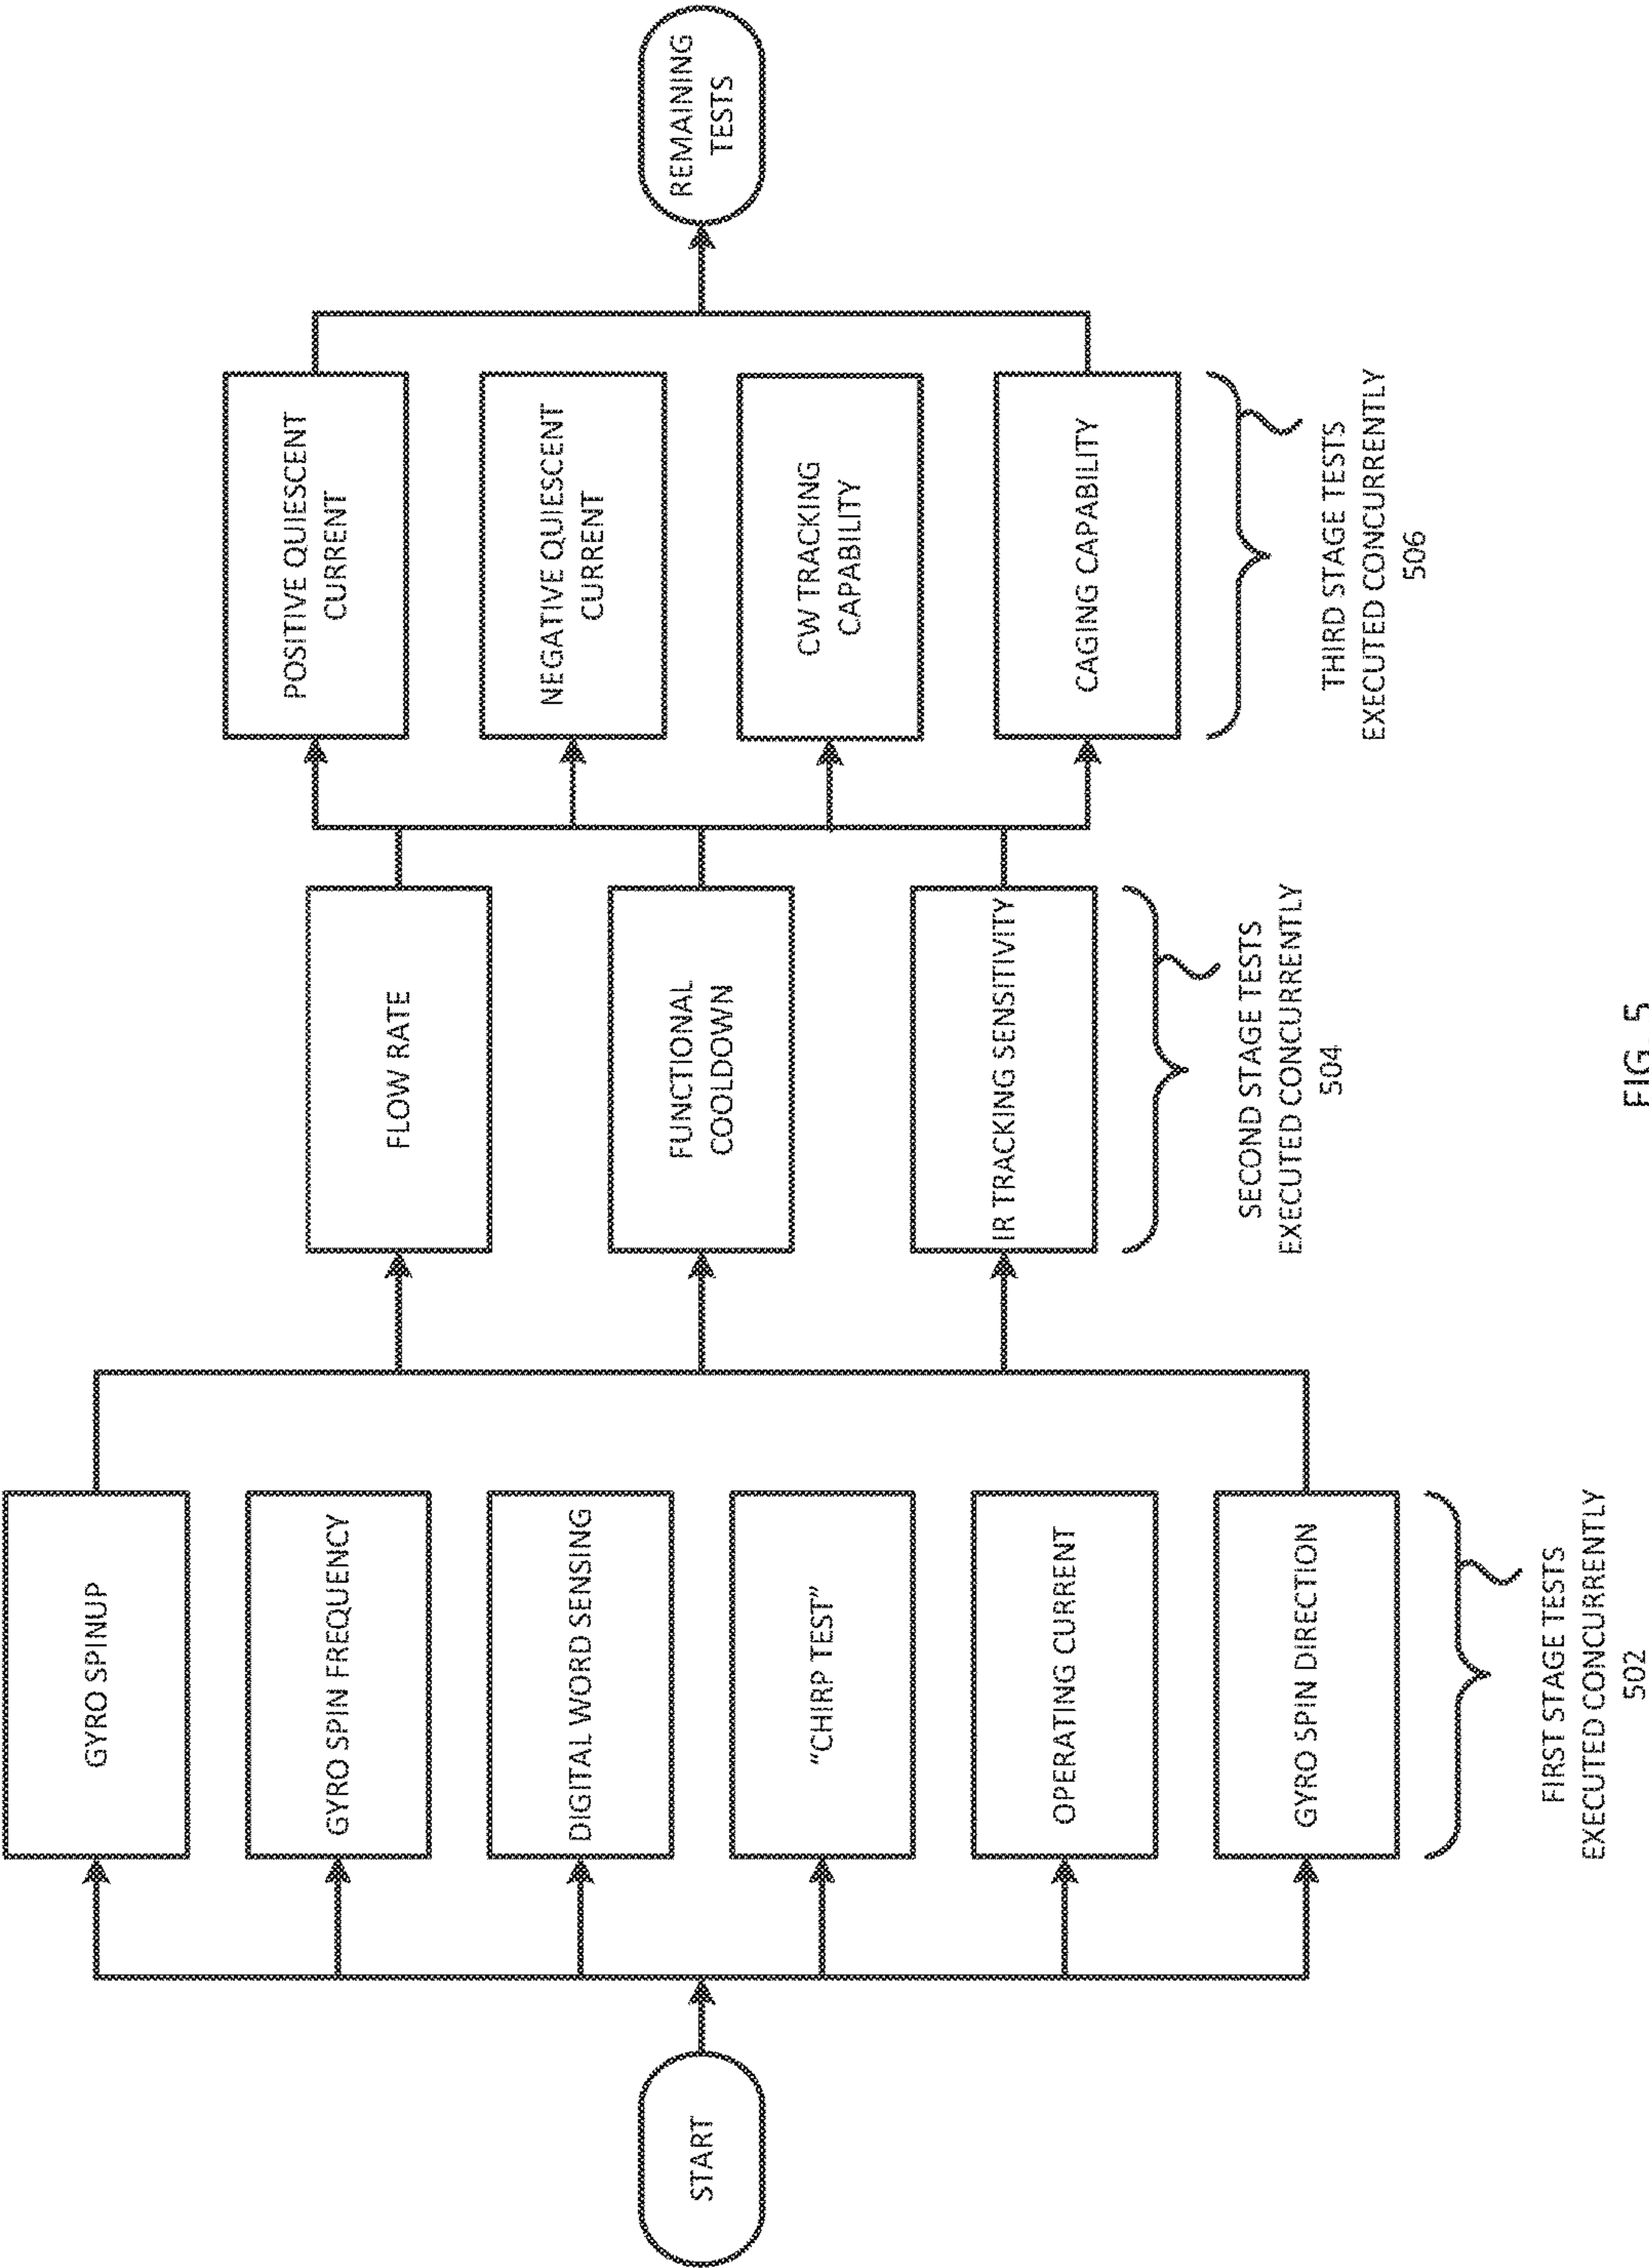 START
GYRO SPINUP
GYRO SPIN FREQUENCY
DIGITAL WORD SENSING
"CHIRP TEST"
OPERATING CURRENT
GYRO SPIN DIRECTION
FIRST STAGE TESTS
EXECUTED CONCURRENTLY
502
FLOW RATE
FUNCTIONAL
COOLDOWN
IR TRACKING SENSITIVITY
SECOND STAGE TESTS
EXECUTED CONCURRENTLY
504
POSITIVE QUIESCENT
CURRENT
NEGATIVE QUIESCENT
CURRENT
CW TRACKING
CAPABILITY
CAGING CAPABILITY
THIRD STAGE TESTS
EXECUTED CONCURRENTLY
506
REMAINING
TESTS
FIG. 5